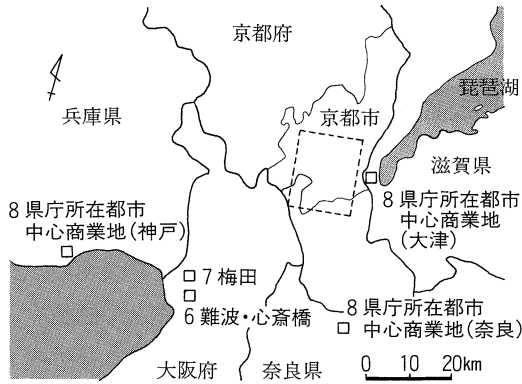 京都府
琵琶湖
京都市
兵庫県
滋賀県
8 県庁所在都市
中心商業地
(大津)
8 県庁所在都市
中心商業地(神戸)
7 梅田
6 難波・心斎橋
8 県庁所在都市
中心商業地(奈良)
大阪府
奈良県
0 10 20km